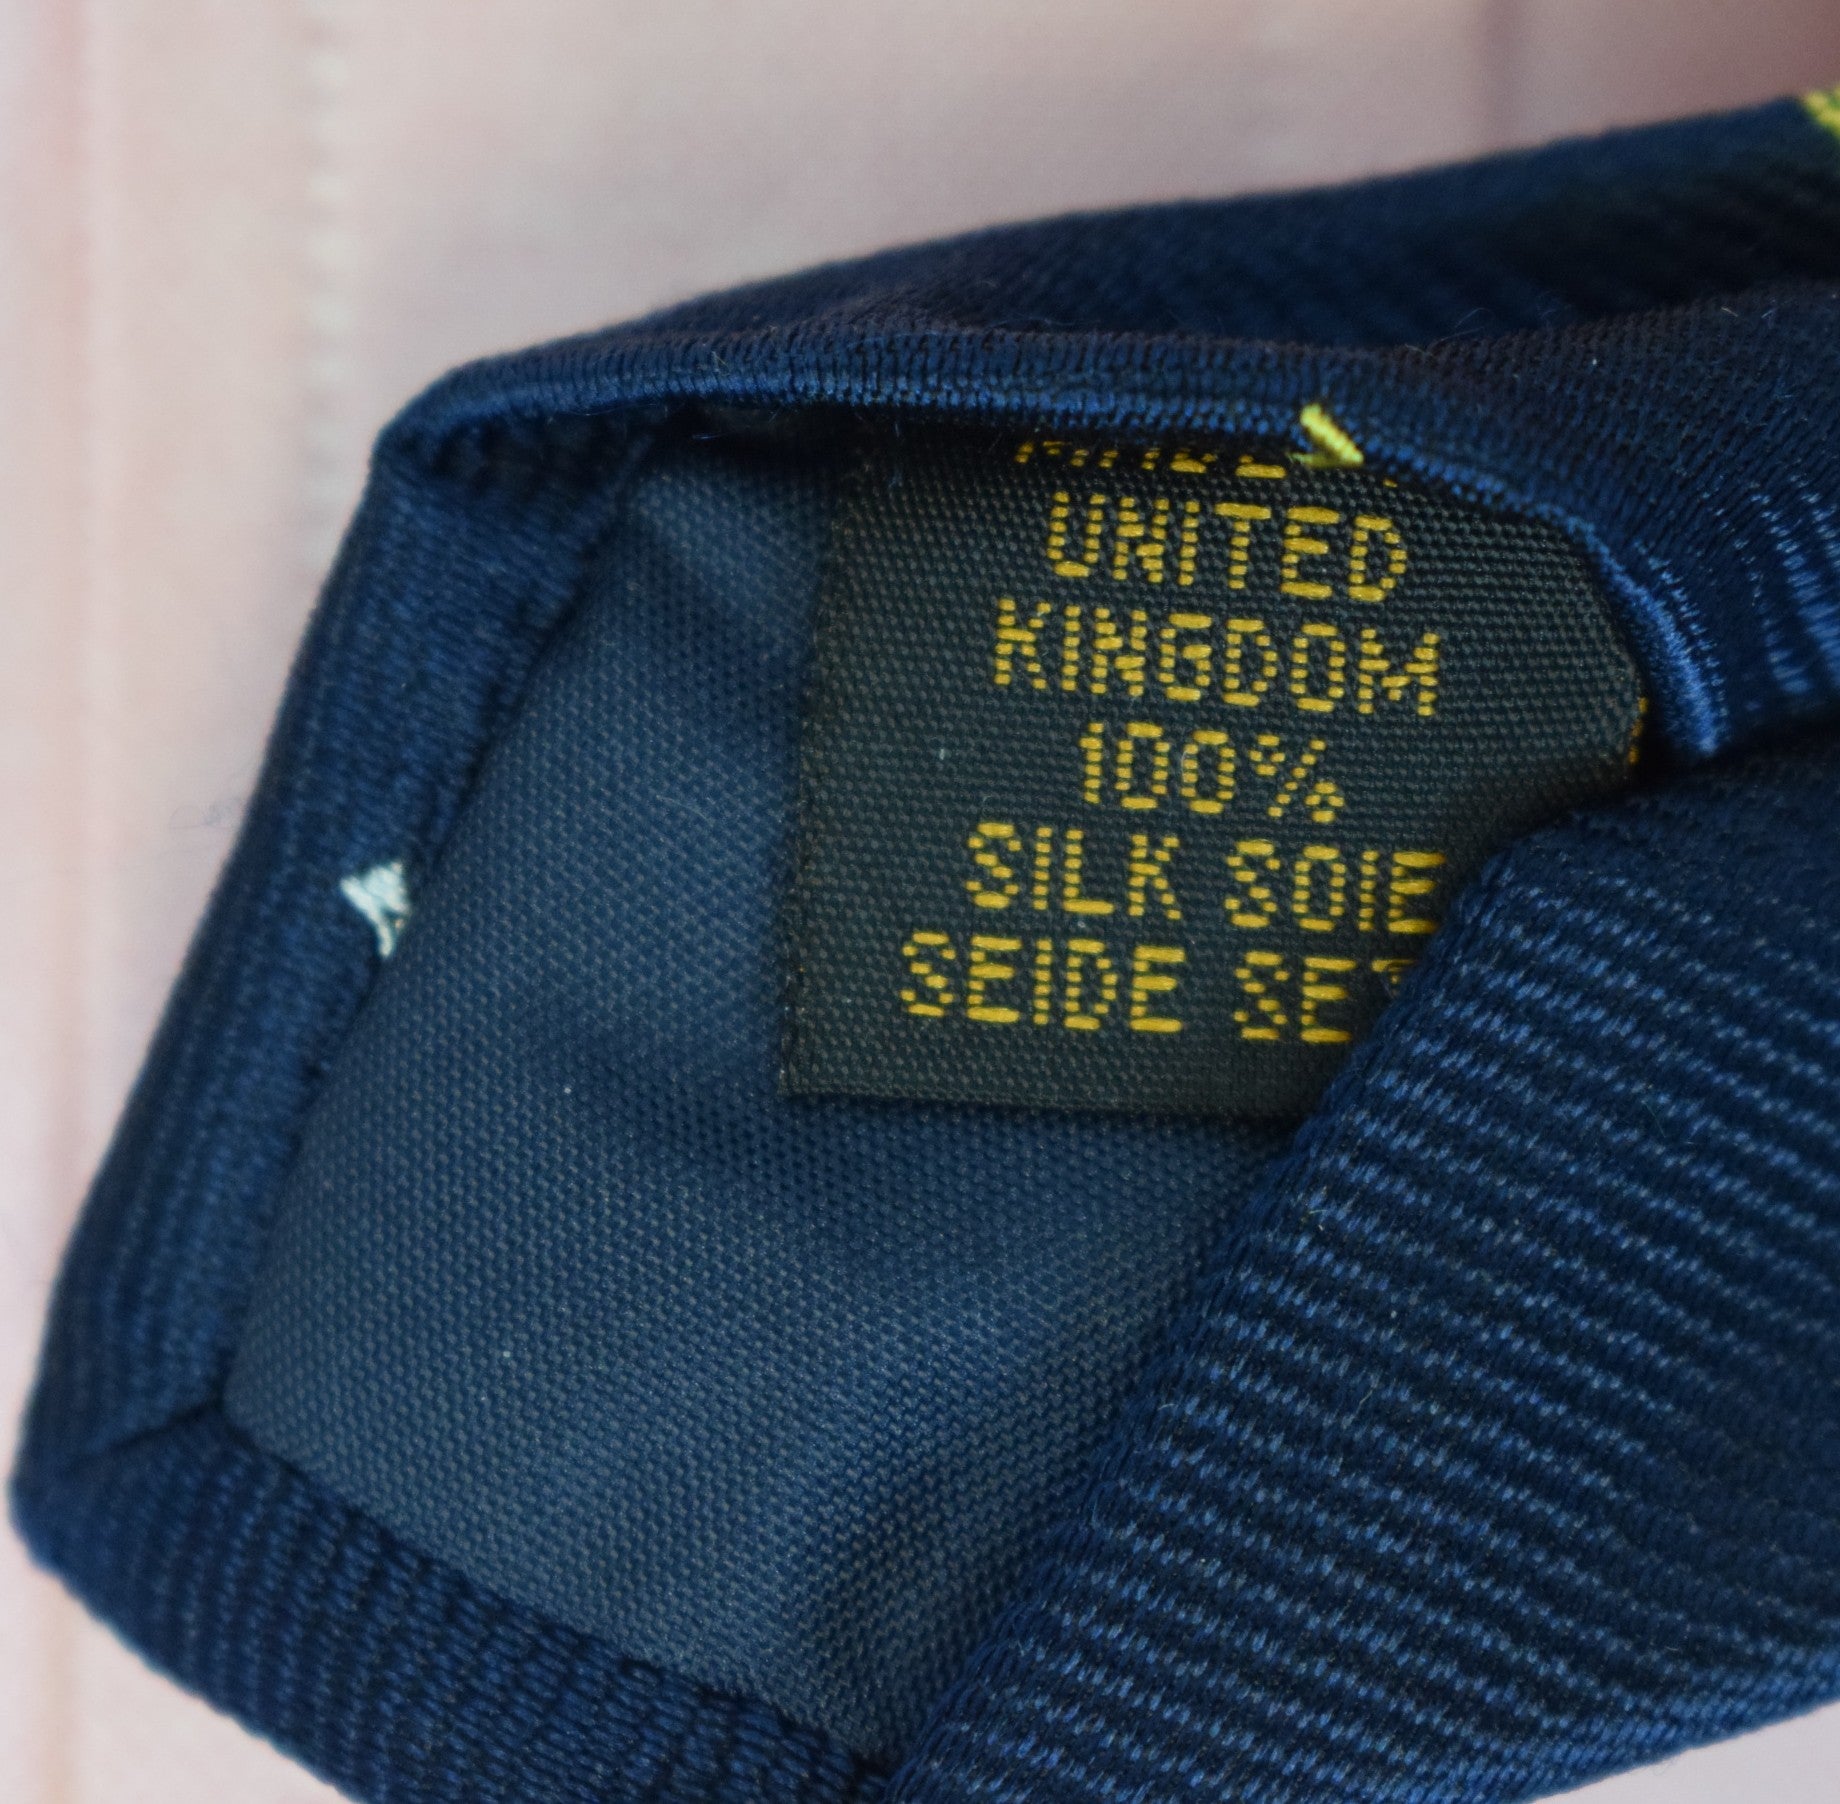 UNITED
KINGDOM
100%
SILK SOIE
SEIDE